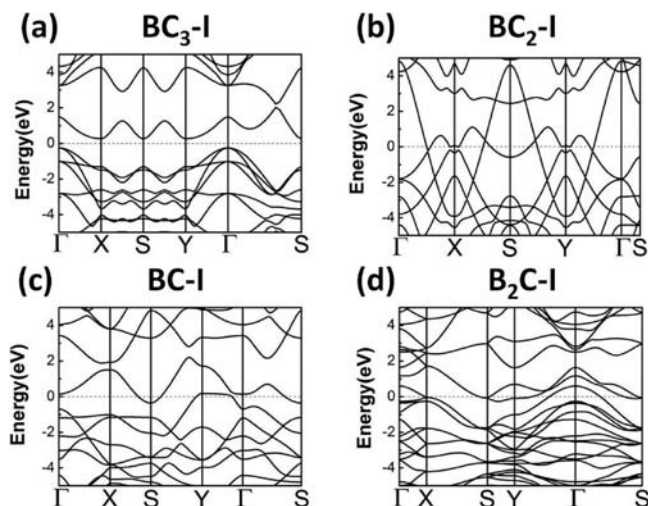 (a) BC₃-I
Energy(eV)
4
2
0
-2
-4
Γ X S Y Γ S
(b) BC₂-I
Energy(eV)
4
2
0
-2
-4
Γ X S Y Γ S
(c) BC-I
Energy(eV)
4
2
0
-2
-4
Γ X S Y Γ S
(d) B₂C-I
Energy(eV)
4
2
0
-2
-4
Γ X S Y Γ S